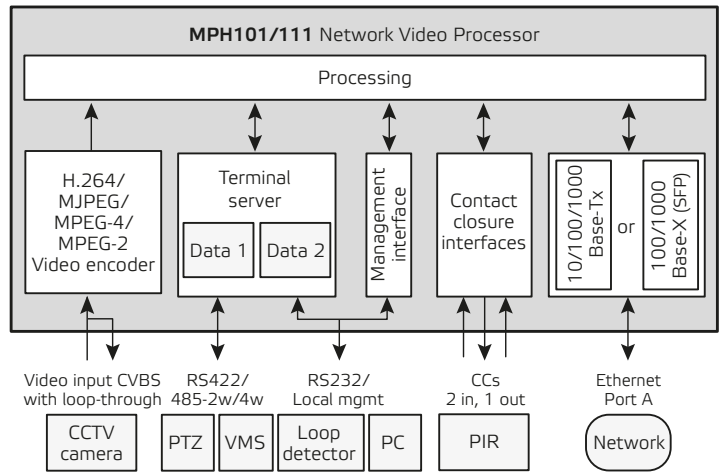 MPH101/111 Network Video Processor
Processing
H.264/
MJPEG/
MPEG-4/
MPEG-2
Video encoder
Terminal
server
Data 1
Data 2
Management
interface
Contact
closure
interfaces
10/100/1000
Base-Tx
or
100/1000
Base-X (SFP)
Video input CVBS
with loop-through
RS422/
485-2w/4w
RS232/
Local mgmt
CCs
2 in, 1 out
Ethernet
Port A
CCTV
camera
PTZ
VMS
Loop
detector
PC
PIR
Network